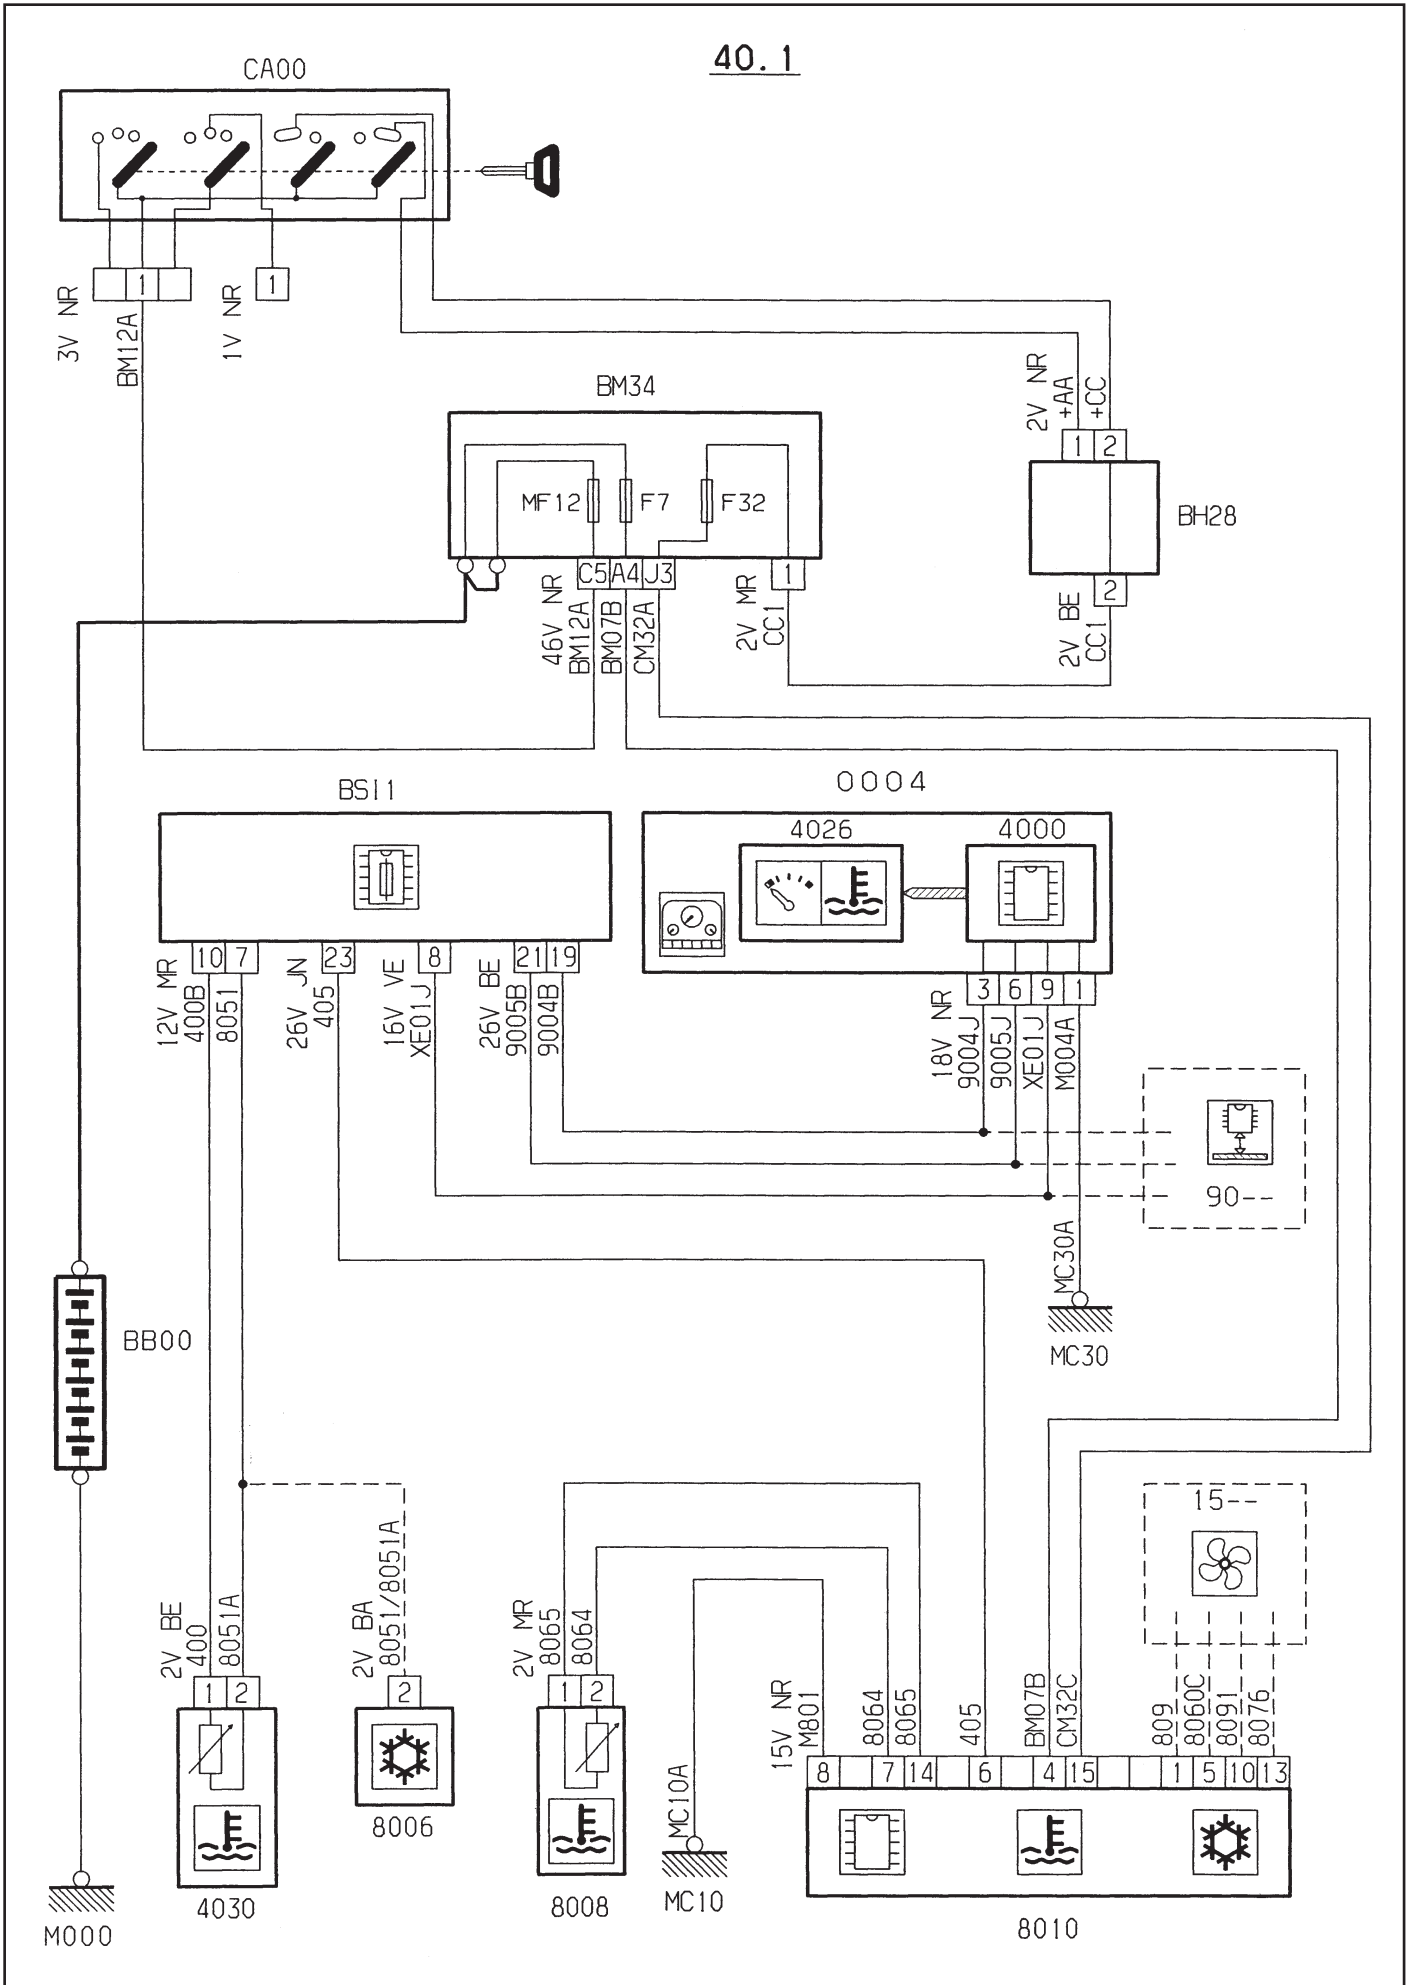 40.1
CA00
1
1
3V NR
BM12A
1V NR
BM34
2V NR
+AA
+CC
1
2
MF12
F7
F32
BH28
C5
A4
J3
1
2
46V NR
BM12A
BM07B
CM32A
2V MR
CC1
2V BE
CC1
BSI1
0004
4026
4000
10
7
23
8
21
19
3
6
9
1
12V MR
400B
8051
26V JN
405
16V VE
XE01J
26V BE
9005B
9004B
18V NR
9004J
9005J
XE01J
M004A
90--
MC30A
MC30
BB00
15--
2V BE
400
8051A
2V BA
8051/8051A
2V MR
8065
8064
15V NR
M801
8064
8065
405
BM07B
CM32C
809
8060C
8091
8076
1
2
2
1
2
8
7
14
6
4
15
1
5
10
13
MC10A
8006
MC10
4030
8008
8010
M000